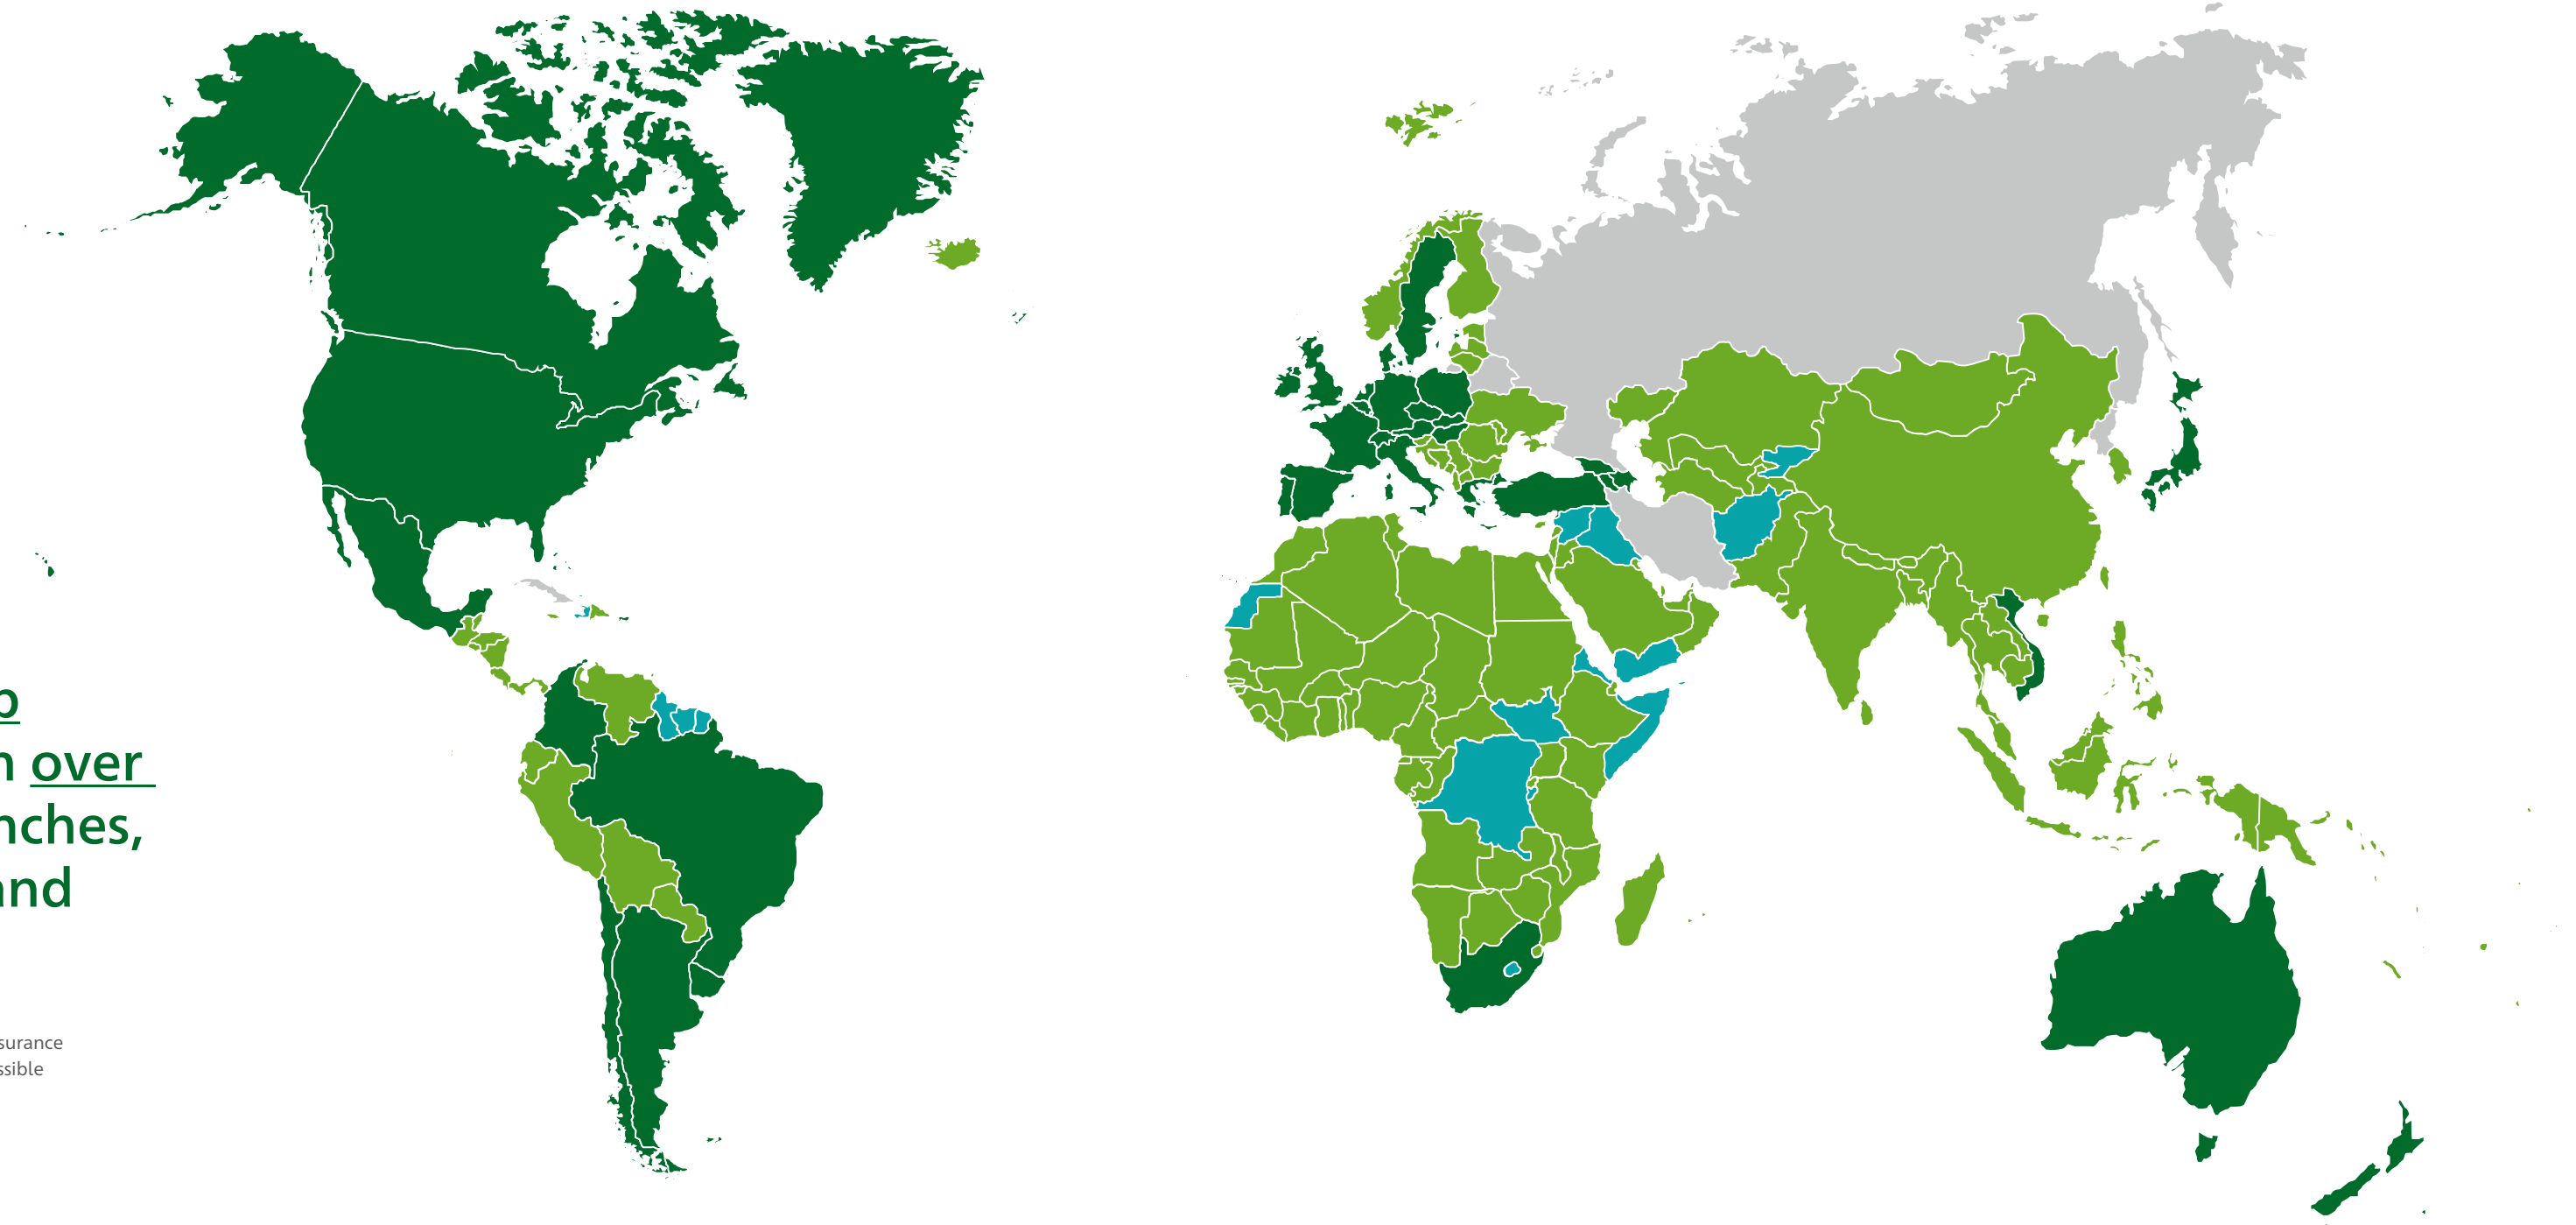 p
n over
nches,
and
surance
ssible